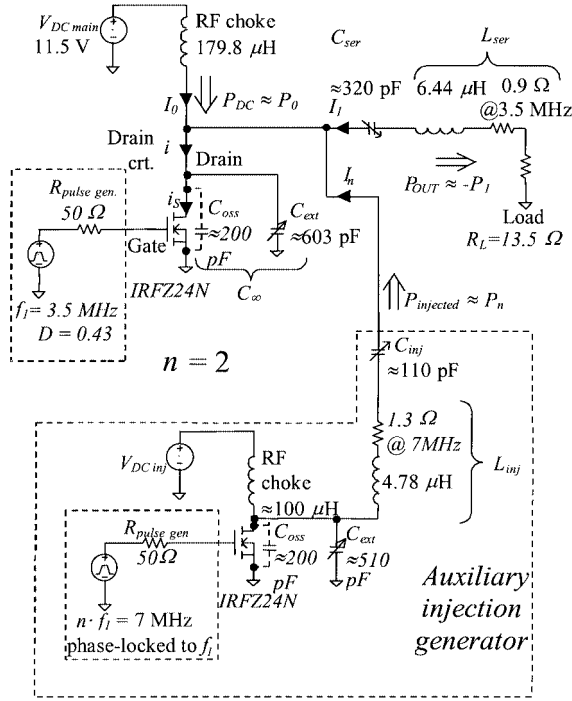 V_DC main
11.5 V
RF choke
179.8 µH
C_ser
L_ser
≈320 pF
6.44 µH
0.9 Ω
@3.5 MHz
I_0
P_DC ≈ P_0
I_1
Drain
crt.
i
Drain
I_n
P_OUT ≈ -P_1
R_pulse gen.
50 Ω
i_S
C_oss
≈200
pF
C_ext
≈603 pF
Load
R_L=13.5 Ω
Gate
IRFZ24N
C_∞
f_1= 3.5 MHz
D = 0.43
P_injected ≈ P_n
n = 2
C_inj
≈110 pF
1.3 Ω
@ 7MHz
L_inj
4.78 µH
V_DC inj
RF
choke
≈100 µH
R_pulse gen
50Ω
C_oss
≈200
pF
C_ext
≈510
pF
IRFZ24N
n· f_1 = 7 MHz
phase-locked to f_1
Auxiliary
injection
generator